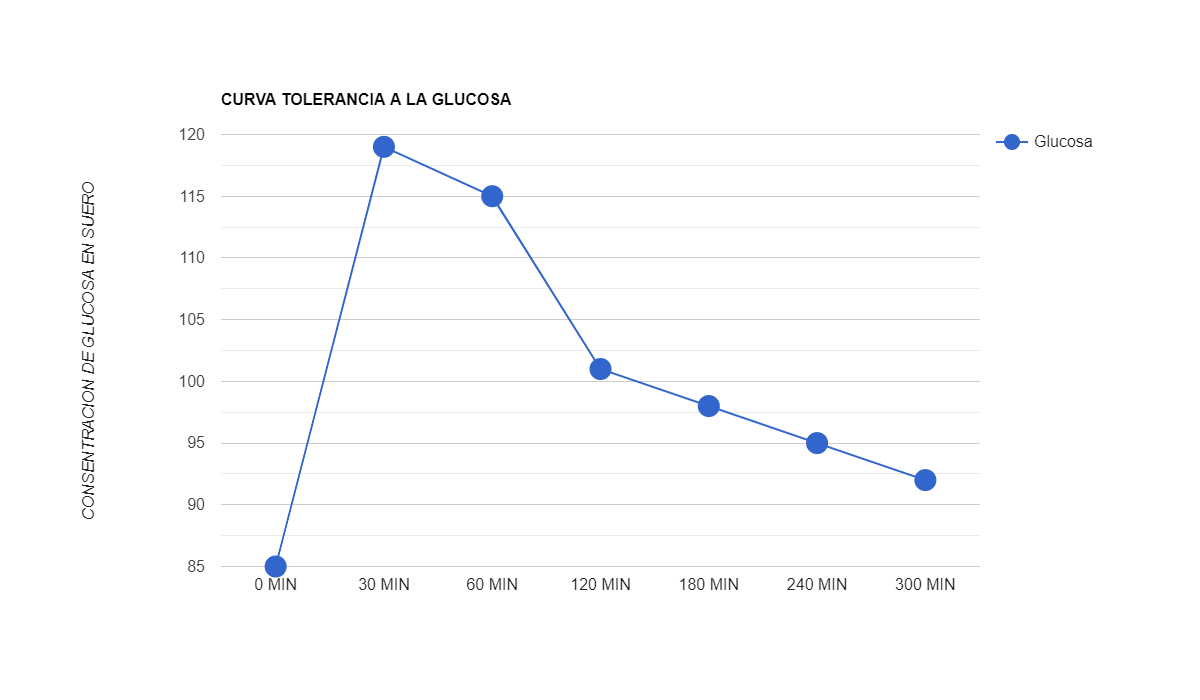 CURVA TOLERANCIA A LA GLUCOSA
CONSENTRACION DE GLUCOSA EN SUERO
120
115
110
105
100
95
90
85
0 MIN 30 MIN 60 MIN 120 MIN 180 MIN 240 MIN 300 MIN
Glucosa